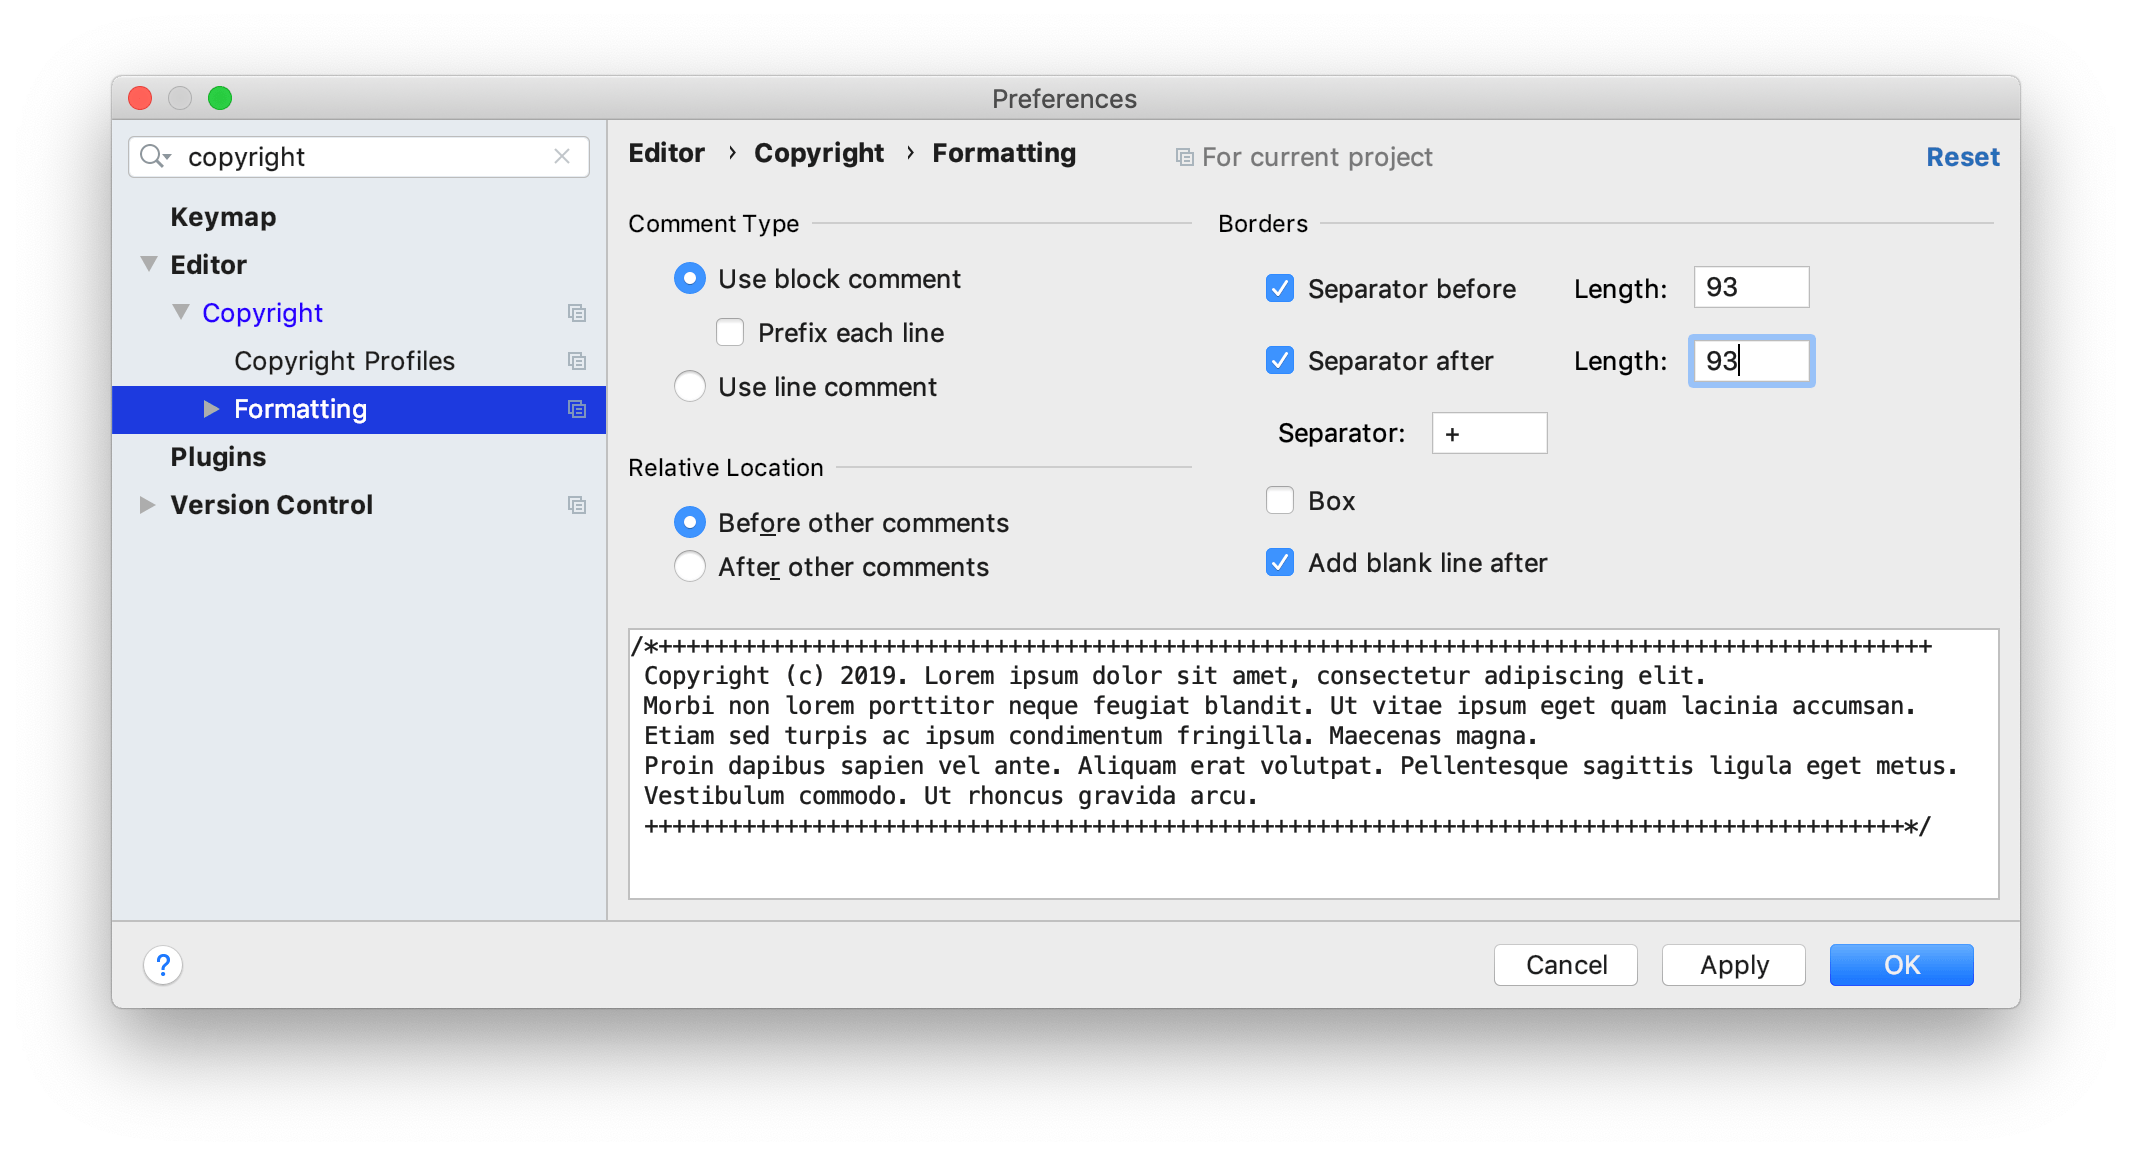 Preferences
copyright
Keymap
Editor
Copyright
Copyright Profiles
Formatting
Plugins
Version Control
Editor › Copyright › Formatting
For current project
Reset
Comment Type
Use block comment
Prefix each line
Use line comment
Relative Location
Before other comments
After other comments
Borders
Separator before Length: 93
Separator after Length: 93
Separator: +
Box
Add blank line after
/*+++++++++++++++++++++++++++++++++++++++++++++++++++++++++++++++++++++++++++++++++++++++++++
Copyright (c) 2019. Lorem ipsum dolor sit amet, consectetur adipiscing elit.
Morbi non lorem porttitor neque feugiat blandit. Ut vitae ipsum eget quam lacinia accumsan.
Etiam sed turpis ac ipsum condimentum fringilla. Maecenas magna.
Proin dapibus sapien vel ante. Aliquam erat volutpat. Pellentesque sagittis ligula eget metus.
Vestibulum commodo. Ut rhoncus gravida arcu.
++++++++++++++++++++++++++++++++++++++++++++++++++++++++++++++++++++++++++++++++++++++++++*/
?
Cancel
Apply
OK